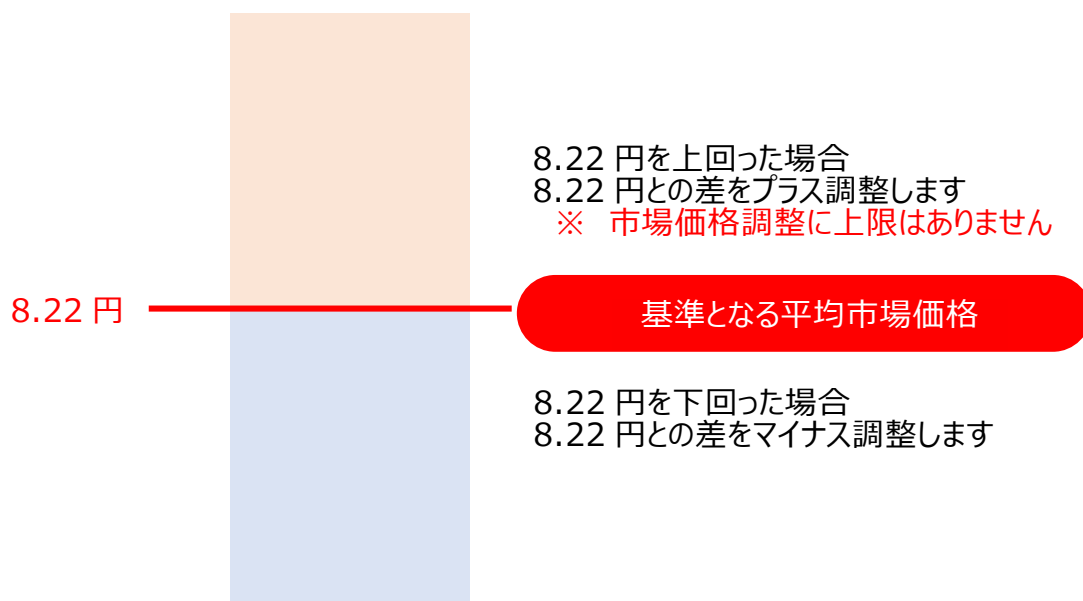 8.22 円を上回った場合
8.22 円との差をプラス調整します
※ 市場価格調整に上限はありません
8.22 円
基準となる平均市場価格
8.22 円を下回った場合
8.22 円との差をマイナス調整します